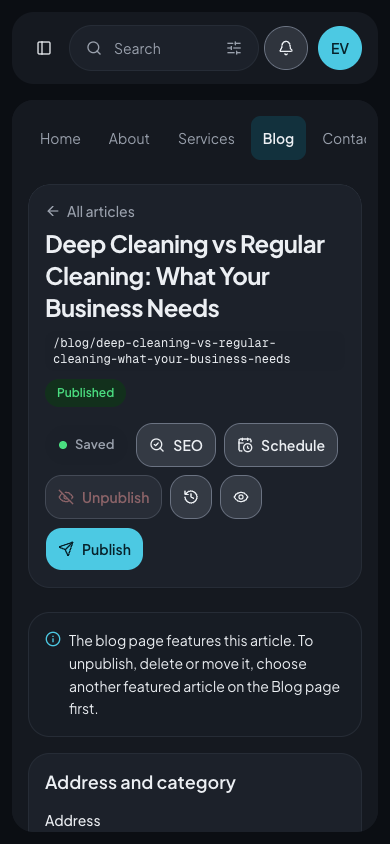 Search
EV
Home About Services Blog Contac
All articles
Deep Cleaning vs Regular
Cleaning: What Your
Business Needs
/blog/deep-cleaning-vs-regular-
cleaning-what-your-business-needs
Published
Saved SEO Schedule
Unpublish
Publish
The blog page features this article. To
unpublish, delete or move it, choose
another featured article on the Blog page
first.
Address and category
Address